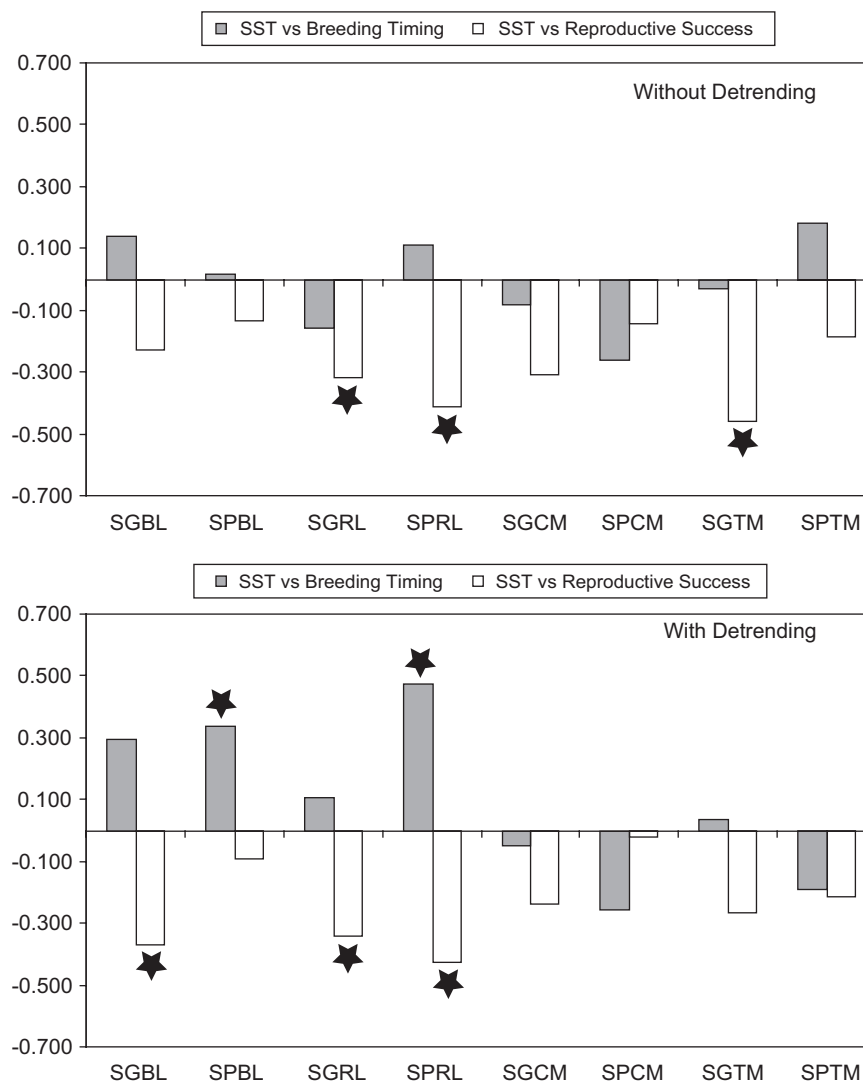 SST vs Breeding Timing SST vs Reproductive Success
0.700
Without Detrending
0.500
0.300
0.100
-0.100
-0.300
-0.500
-0.700
SGBL SPBL SGRL SPRL SGCM SPCM SGTM SPTM
SST vs Breeding Timing SST vs Reproductive Success
0.700
With Detrending
0.500
0.300
0.100
-0.100
-0.300
-0.500
-0.700
SGBL SPBL SGRL SPRL SGCM SPCM SGTM SPTM